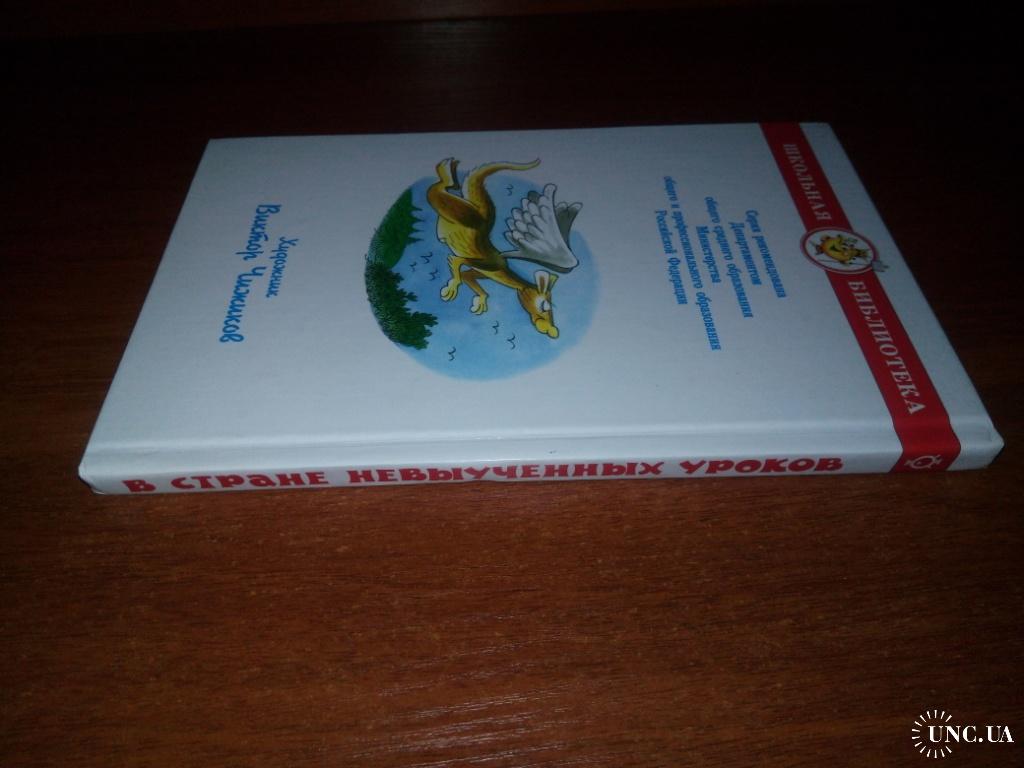 ШКОЛЬНАЯ БИБЛИОТЕКА
Серия рекомендована
Департаментом
общего среднего образования
Министерства
общего и профессионального образования
Российской Федерации
Художник
Виктор Чижиков
В СТРАНЕ НЕВЫУЧЕННЫХ УРОКОВ
UNC.UA